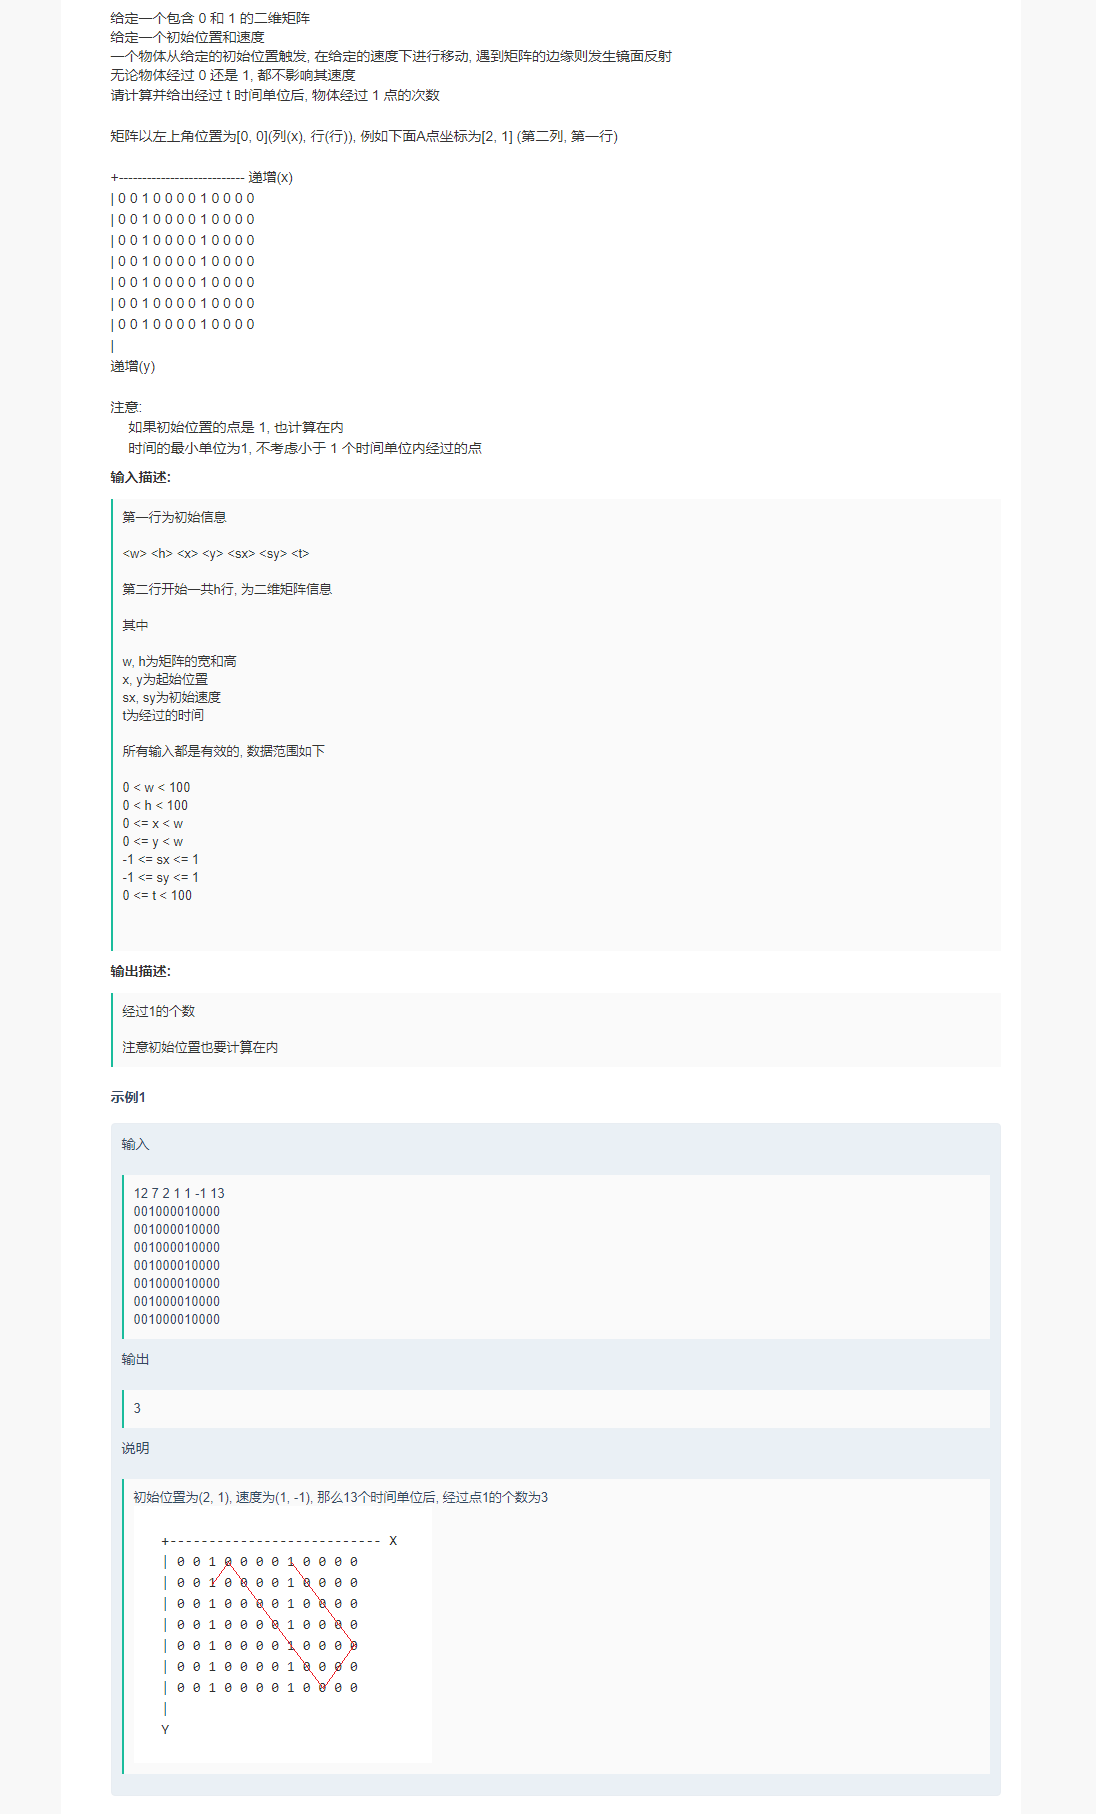 给定一个包含 0 和 1 的二维矩阵
给定一个初始位置和速度
一个物体从给定的初始位置触发, 在给定的速度下进行移动, 遇到矩阵的边缘则发生镜面反射
无论物体经过 0 还是 1, 都不影响其速度
请计算并给出经过 t 时间单位后, 物体经过 1 点的次数
矩阵以左上角位置为[0, 0](列(x), 行(行)), 例如下面A点坐标为[2, 1] (第二列, 第一行)
+--------------------------- 递增(x)
| 0 0 1 0 0 0 0 1 0 0 0 0
| 0 0 1 0 0 0 0 1 0 0 0 0
| 0 0 1 0 0 0 0 1 0 0 0 0
| 0 0 1 0 0 0 0 1 0 0 0 0
| 0 0 1 0 0 0 0 1 0 0 0 0
| 0 0 1 0 0 0 0 1 0 0 0 0
| 0 0 1 0 0 0 0 1 0 0 0 0
|
递增(y)
注意:
如果初始位置的点是 1, 也计算在内
时间的最小单位为1, 不考虑小于 1 个时间单位内经过的点
输入描述:
第一行为初始信息
<w> <h> <x> <y> <sx> <sy> <t>
第二行开始一共h行, 为二维矩阵信息
其中
w, h为矩阵的宽和高
x, y为起始位置
sx, sy为初始速度
t为经过的时间
所有输入都是有效的, 数据范围如下
0 < w < 100
0 < h < 100
0 <= x < w
0 <= y < w
-1 <= sx <= 1
-1 <= sy <= 1
0 <= t < 100
输出描述:
经过1的个数
注意初始位置也要计算在内
示例1
输入
12 7 2 1 1 -1 13
001000010000
001000010000
001000010000
001000010000
001000010000
001000010000
001000010000
输出
3
说明
初始位置为(2, 1), 速度为(1, -1), 那么13个时间单位后, 经过点1的个数为3
+--------------------------- X
| 0 0 1 0 0 0 0 1 0 0 0 0
| 0 0 1 0 0 0 0 1 0 0 0 0
| 0 0 1 0 0 0 0 1 0 0 0 0
| 0 0 1 0 0 0 0 1 0 0 0 0
| 0 0 1 0 0 0 0 1 0 0 0 0
| 0 0 1 0 0 0 0 1 0 0 0 0
| 0 0 1 0 0 0 0 1 0 0 0 0
|
Y